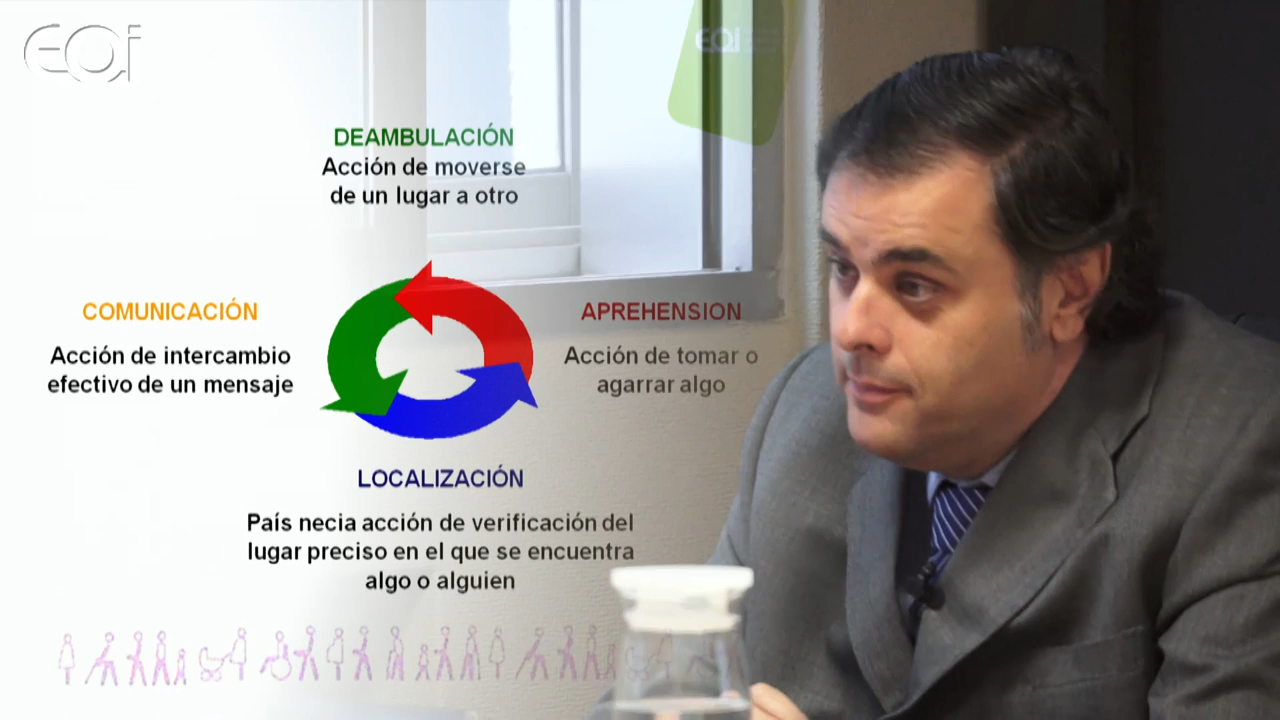 EOI
EOI
DEAMBULACIÓN
Acción de moverse
de un lugar a otro
COMUNICACIÓN
Acción de intercambio
efectivo de un mensaje
APREHENSION
Acción de tomar o
agarrar algo
LOCALIZACIÓN
País necia acción de verificación del
lugar preciso en el que se encuentra
algo o alguien